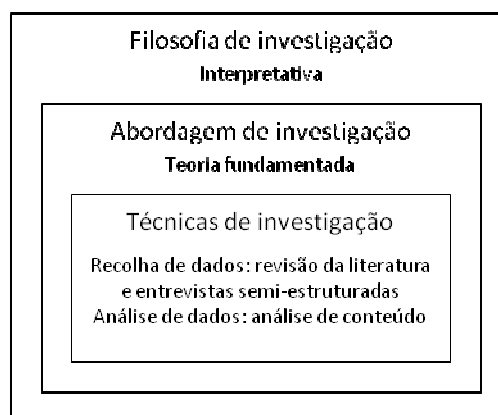 Filosofia de investigação
Interpretativa
Abordagem de investigação
Teoria fundamentada
Técnicas de investigação
Recolha de dados: revisão da literatura
e entrevistas semi-estruturadas
Análise de dados: análise de conteúdo